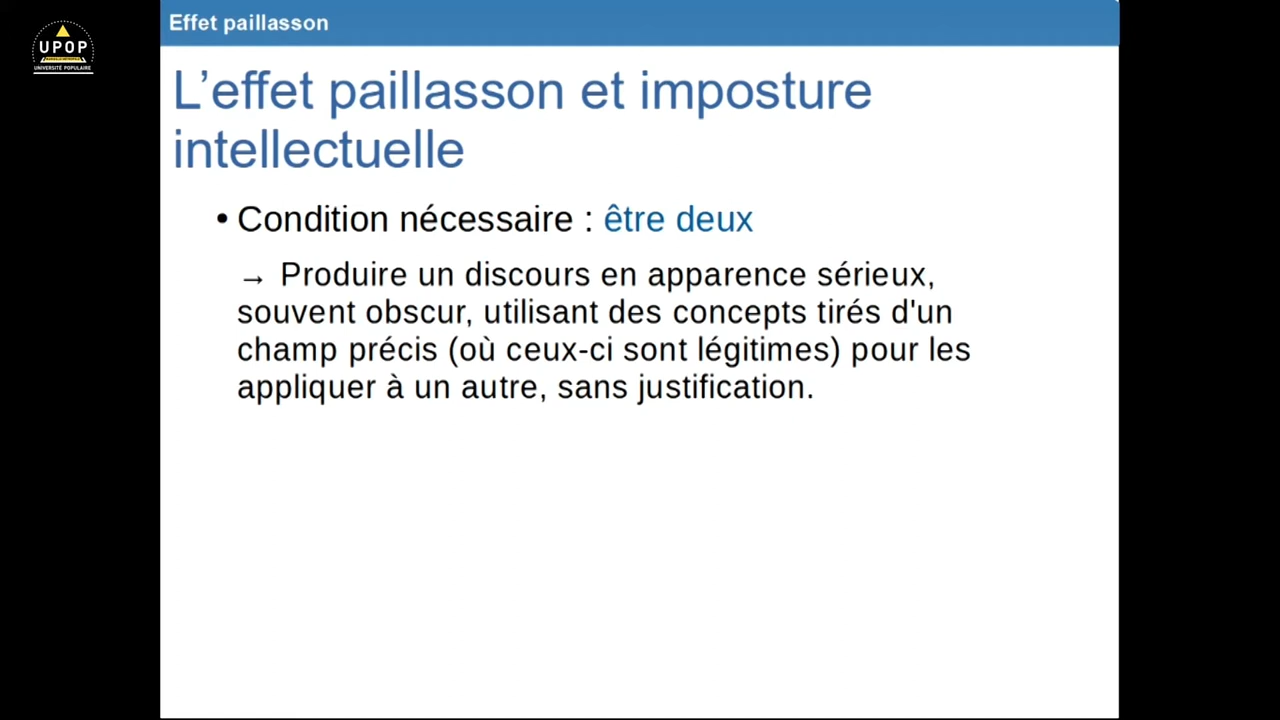 Effet paillasson
UPOP
UNIVERSITÉ POPULAIRE
L’effet paillasson et imposture
intellectuelle
• Condition nécessaire : être deux
→ Produire un discours en apparence sérieux,
souvent obscur, utilisant des concepts tirés d'un
champ précis (où ceux-ci sont légitimes) pour les
appliquer à un autre, sans justification.